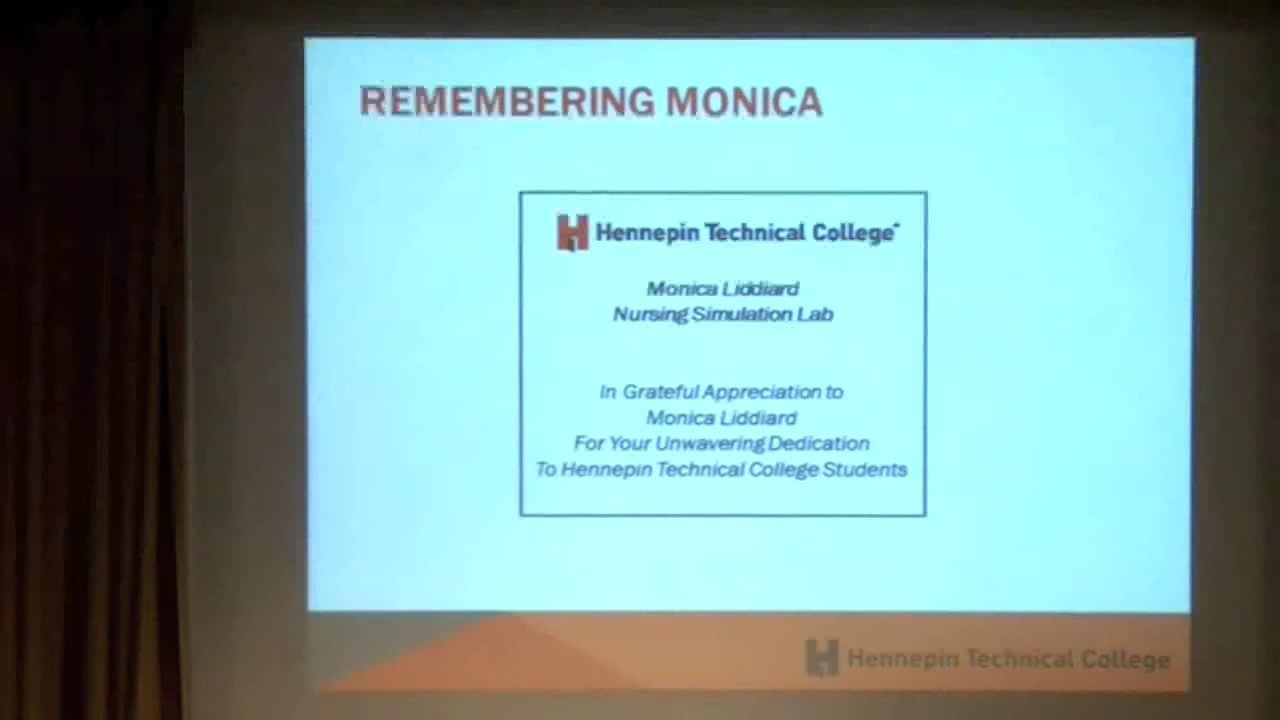 REMEMBERING MONICA
Hennepin Technical College
Monica Liddiard
Nursing Simulation Lab
In Grateful Appreciation to
Monica Liddiard
For Your Unwavering Dedication
To Hennepin Technical College Students
Hennepin Technical College